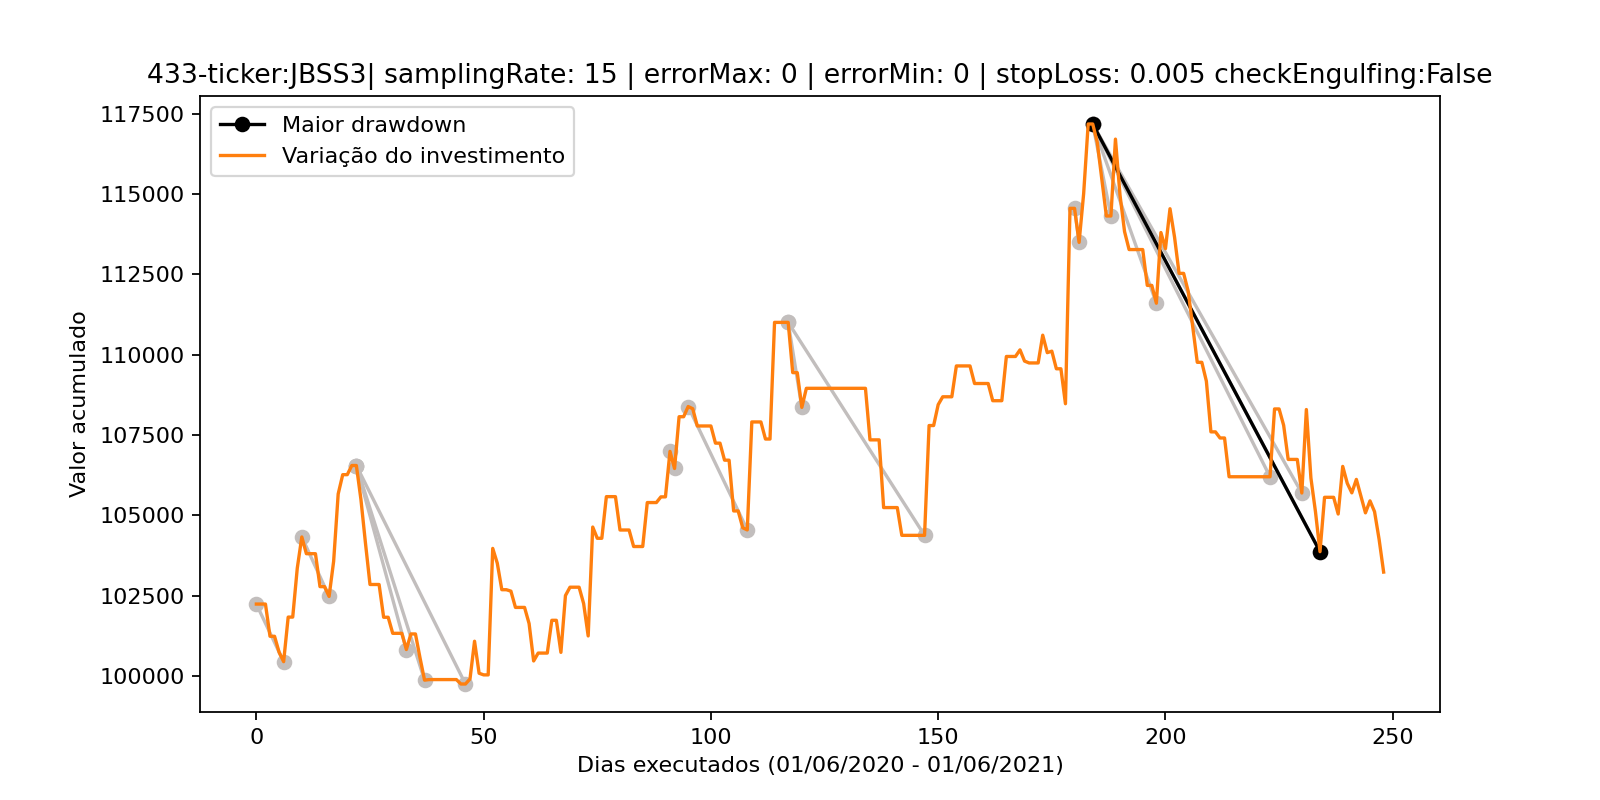 433-ticker:JBSS3| samplingRate: 15 | errorMax: 0 | errorMin: 0 | stopLoss: 0.005 checkEngulfing:False
Maior drawdown
Variação do investimento
117500
115000
112500
110000
107500
105000
102500
100000
Valor acumulado
0 50 100 150 200 250
Dias executados (01/06/2020 - 01/06/2021)